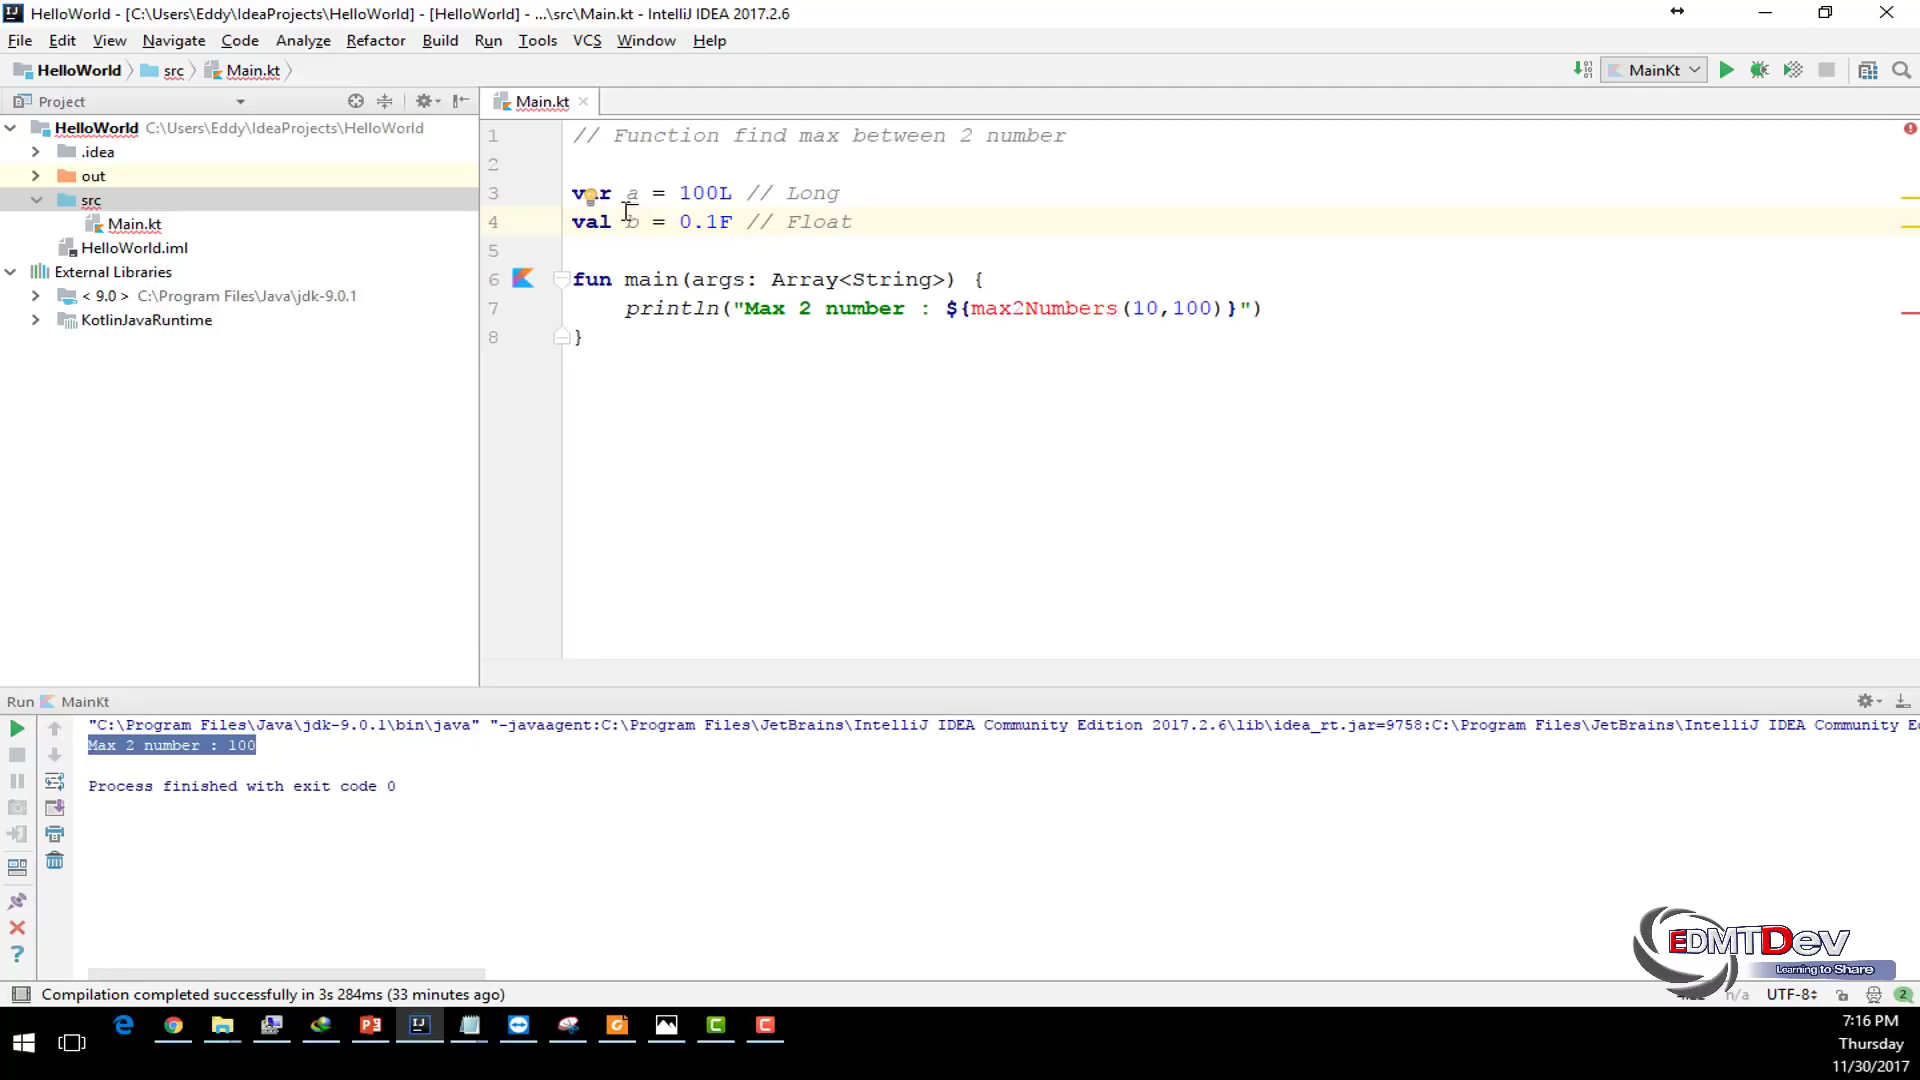 HelloWorld - [C:\Users\Eddy\IdeaProjects\HelloWorld] - [HelloWorld] - ...\src\Main.kt - IntelliJ IDEA 2017.2.6
File Edit View Navigate Code Analyze Refactor Build Run Tools VCS Window Help
HelloWorld src Main.kt MainKt
Project
Main.kt
HelloWorld C:\Users\Eddy\IdeaProjects\HelloWorld
.idea
out
src
Main.kt
HelloWorld.iml
External Libraries
< 9.0 > C:\Program Files\Java\jdk-9.0.1
KotlinJavaRuntime
1 // Function find max between 2 number
2
3 var a = 100L // Long
4 val b = 0.1F // Float
5
6 fun main(args: Array<String>) {
7 println("Max 2 number : ${max2Numbers(10,100)}")
8 }
Run MainKt
"C:\Program Files\Java\jdk-9.0.1\bin\java" "-javaagent:C:\Program Files\JetBrains\IntelliJ IDEA Community Edition 2017.2.6\lib\idea_rt.jar=9758:C:\Program Files\JetBrains\IntelliJ IDEA Community
Max 2 number : 100
Process finished with exit code 0
EDMTDev
Learning to Share
Compilation completed successfully in 3s 284ms (33 minutes ago)
n/a UTF-8 2
7:16 PM
Thursday
11/30/2017